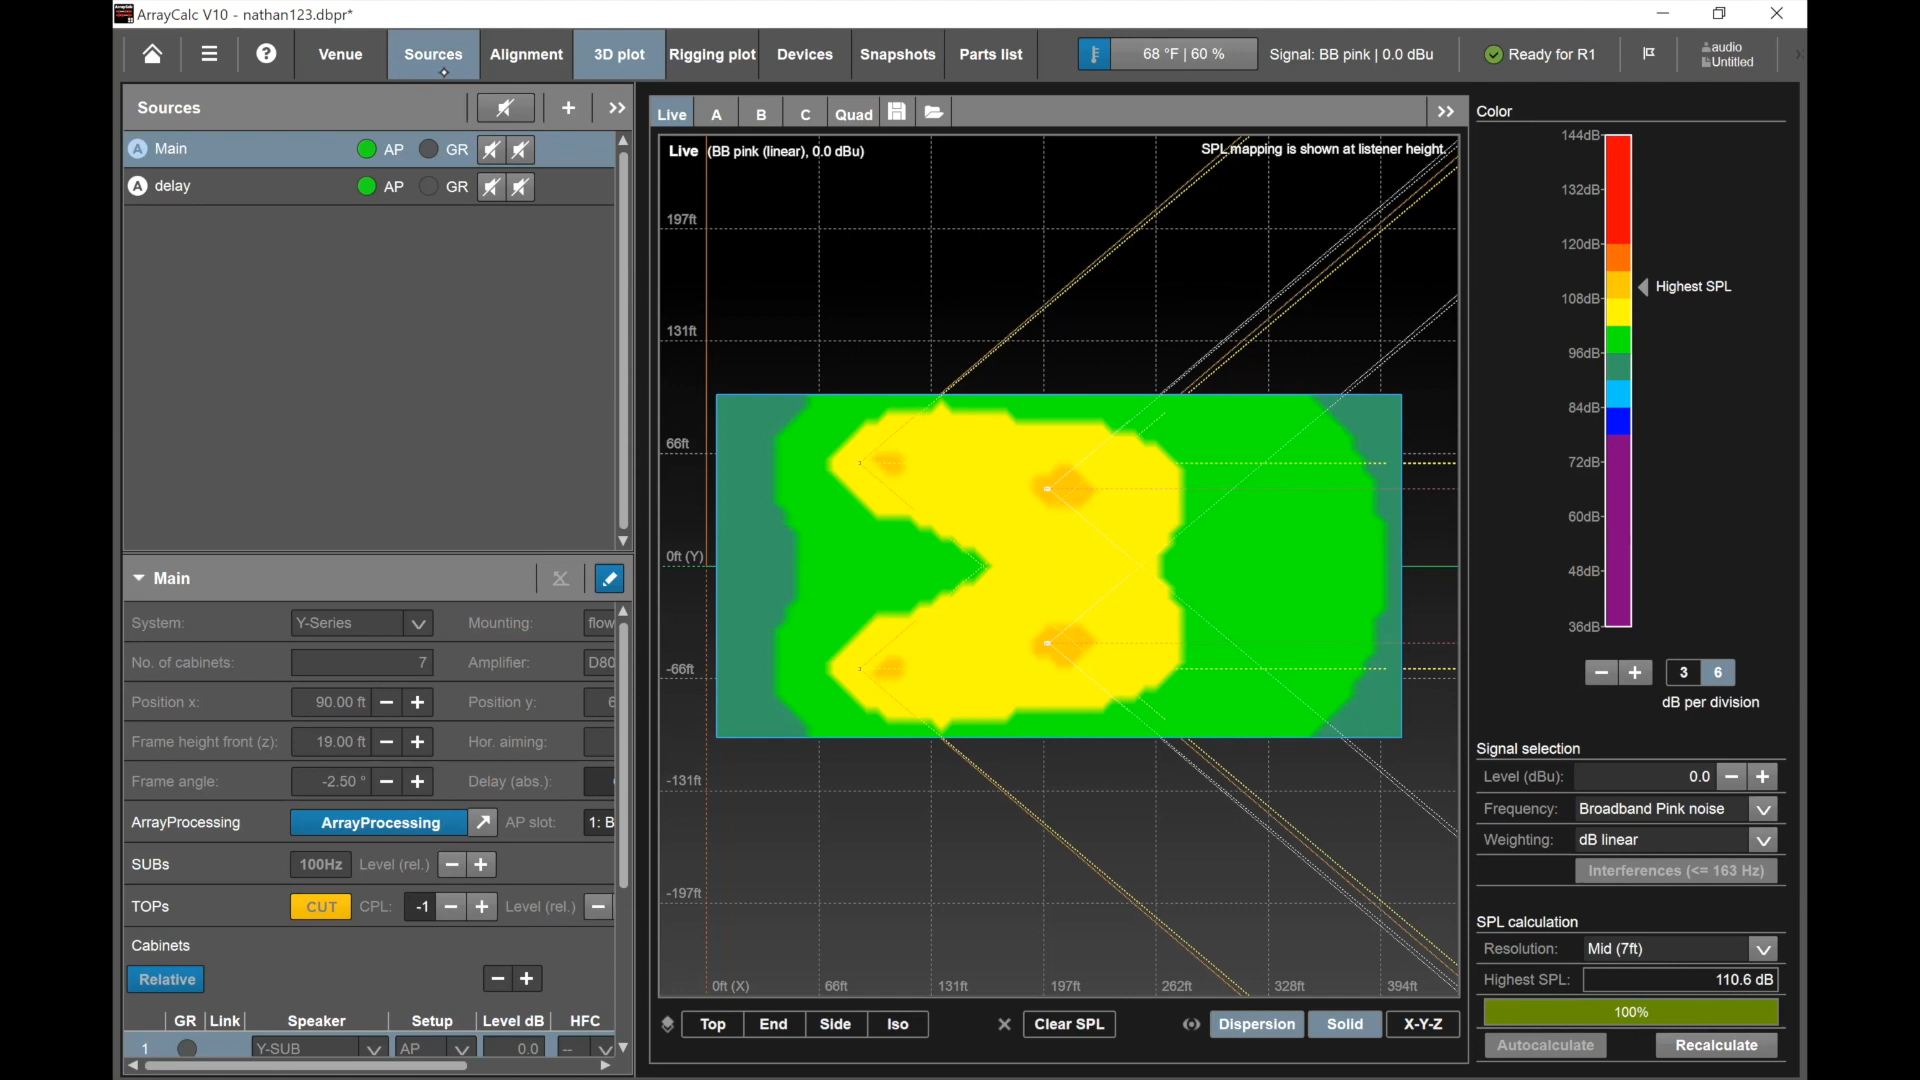 ArrayCalc V10 - nathan123.dbpr*
Venue Sources Alignment 3D plot Rigging plot Devices Snapshots Parts list 68 °F | 60 % Signal: BB pink | 0.0 dBu Ready for R1 audio
Untitled
Sources
A Main AP GR
A delay AP GR
Main
System: Y-Series Mounting: flow
No. of cabinets: 7 Amplifier: D80
Position x: 90.00 ft Position y: 6
Frame height front (z): 19.00 ft Hor. aiming:
Frame angle: -2.50 ° Delay (abs.):
ArrayProcessing ArrayProcessing AP slot: 1: B
SUBs 100Hz Level (rel.)
TOPs CUT CPL: -1 Level (rel.)
Cabinets
Relative
GR Link Speaker Setup Level dB HFC
1 Y-SUB AP 0.0 --
Live A B C Quad
Live (BB pink (linear), 0.0 dBu) SPL mapping is shown at listener height.
197ft
131ft
66ft
0ft (Y)
-66ft
-131ft
-197ft
0ft (X) 66ft 131ft 197ft 262ft 328ft 394ft
Top End Side Iso Clear SPL Dispersion Solid X-Y-Z
Color
144dB
132dB
120dB
Highest SPL
108dB
96dB
84dB
72dB
60dB
48dB
36dB
3 6
dB per division
Signal selection
Level (dBu): 0.0
Frequency: Broadband Pink noise
Weighting: dB linear
Interferences (<= 163 Hz)
SPL calculation
Resolution: Mid (7ft)
Highest SPL: 110.6 dB
100%
Autocalculate Recalculate